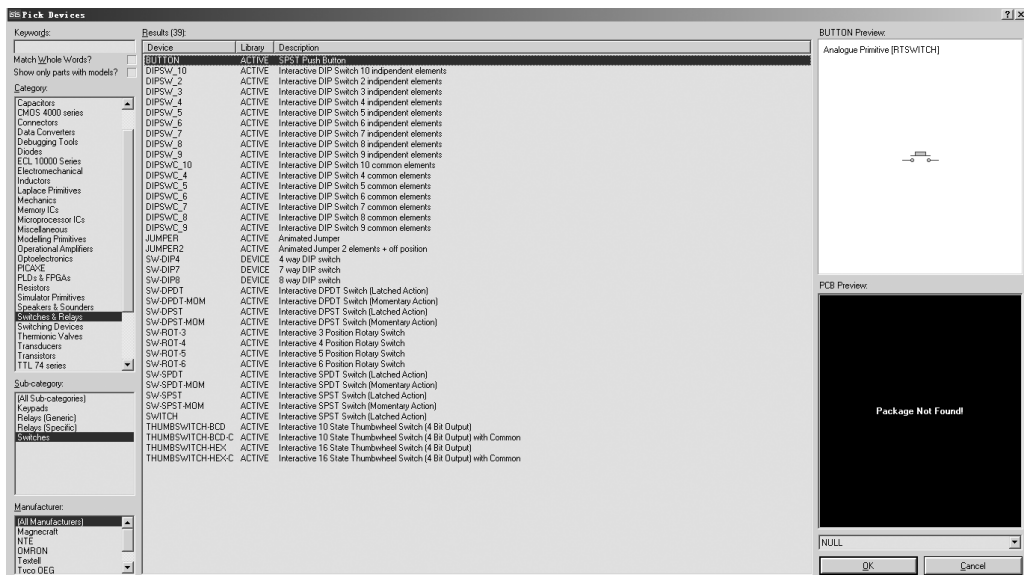 isis Pick Devices
Keywords:
Match Whole Words?
Show only parts with models?
Category:
Capacitors
CMOS 4000 series
Connectors
Data Converters
Debugging Tools
Diodes
ECL 10000 Series
Electromechanical
Inductors
Laplace Primitives
Mechanics
Memory ICs
Microprocessor ICs
Miscellaneous
Modelling Primitives
Operational Amplifiers
Optoelectronics
PICAXE
PLDs & FPGAs
Resistors
Simulator Primitives
Speakers & Sounders
Switches & Relays
Switching Devices
Thermionic Valves
Transducers
Transistors
TTL 74 series
Sub-category:
(All Sub-categories)
Keypads
Relays (Generic)
Relays (Specific)
Switches
Manufacturer:
(All Manufacturers)
Magnecraft
NTE
OMRON
Textell
Tyco OEG
Results (39):
Device Library Description
BUTTON ACTIVE SPST Push Button
DIPSW_10 ACTIVE Interactive DIP Switch 10 indipendent elements
DIPSW_2 ACTIVE Interactive DIP Switch 2 indipendent elements
DIPSW_3 ACTIVE Interactive DIP Switch 3 indipendent elements
DIPSW_4 ACTIVE Interactive DIP Switch 4 indipendent elements
DIPSW_5 ACTIVE Interactive DIP Switch 5 indipendent elements
DIPSW_6 ACTIVE Interactive DIP Switch 6 indipendent elements
DIPSW_7 ACTIVE Interactive DIP Switch 7 indipendent elements
DIPSW_8 ACTIVE Interactive DIP Switch 8 indipendent elements
DIPSW_9 ACTIVE Interactive DIP Switch 9 indipendent elements
DIPSWC_10 ACTIVE Interactive DIP Switch 10 common elements
DIPSWC_4 ACTIVE Interactive DIP Switch 4 common elements
DIPSWC_5 ACTIVE Interactive DIP Switch 5 common elements
DIPSWC_6 ACTIVE Interactive DIP Switch 6 common elements
DIPSWC_7 ACTIVE Interactive DIP Switch 7 common elements
DIPSWC_8 ACTIVE Interactive DIP Switch 8 common elements
DIPSWC_9 ACTIVE Interactive DIP Switch 9 common elements
JUMPER ACTIVE Animated Jumper
JUMPER2 ACTIVE Animated Jumper 2 elements + off position
SW-DIP4 DEVICE 4 way DIP switch
SW-DIP7 DEVICE 7 way DIP switch
SW-DIP8 DEVICE 8 way DIP switch
SW-DPDT ACTIVE Interactive DPDT Switch (Latched Action)
SW-DPDT-MOM ACTIVE Interactive DPDT Switch (Momentary Action)
SW-DPST ACTIVE Interactive DPST Switch (Latched Action)
SW-DPST-MOM ACTIVE Interactive DPST Switch (Momentary Action)
SW-ROT-3 ACTIVE Interactive 3 Position Rotary Switch
SW-ROT-4 ACTIVE Interactive 4 Position Rotary Switch
SW-ROT-5 ACTIVE Interactive 5 Position Rotary Switch
SW-ROT-6 ACTIVE Interactive 6 Position Rotary Switch
SW-SPDT ACTIVE Interactive SPDT Switch (Latched Action)
SW-SPDT-MOM ACTIVE Interactive SPDT Switch (Momentary Action)
SW-SPST ACTIVE Interactive SPST Switch (Latched Action)
SW-SPST-MOM ACTIVE Interactive SPST Switch (Momentary Action)
SWITCH ACTIVE Interactive SPST Switch (Latched Action)
THUMBSWITCH-BCD ACTIVE Interactive 10 State Thumbwheel Switch (4 Bit Output)
THUMBSWITCH-BCD-C ACTIVE Interactive 10 State Thumbwheel Switch (4 Bit Output) with Common
THUMBSWITCH-HEX ACTIVE Interactive 16 State Thumbwheel Switch (4 Bit Output)
THUMBSWITCH-HEX-C ACTIVE Interactive 16 State Thumbwheel Switch (4 Bit Output) with Common
BUTTON Preview:
Analogue Primitive [RTSWITCH]
PCB Preview:
Package Not Found!
NULL
OK Cancel